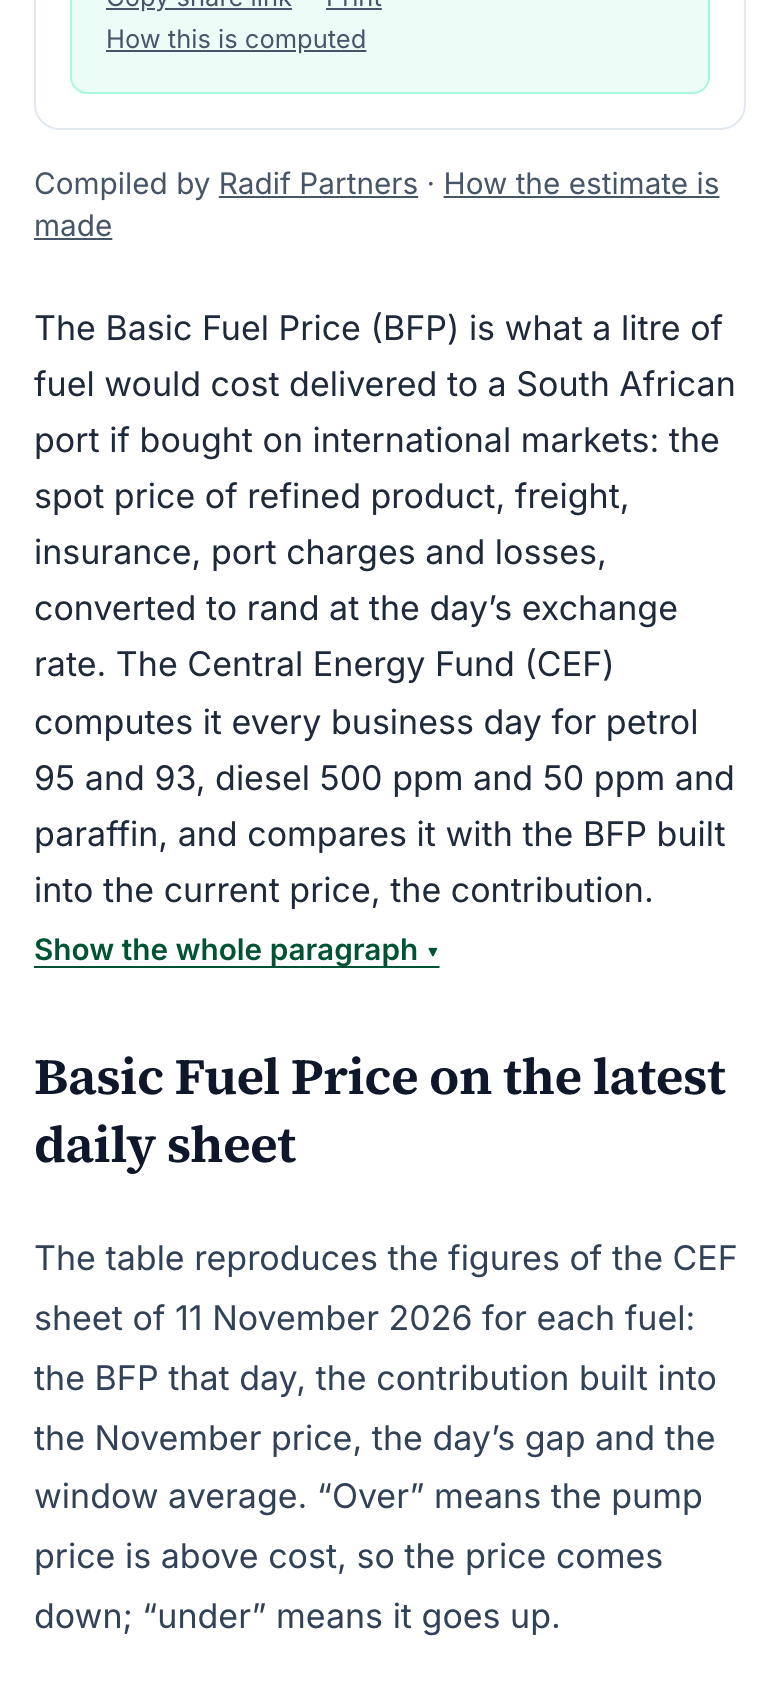 Copy share link Print
How this is computed
Compiled by Radif Partners · How the estimate is
made
The Basic Fuel Price (BFP) is what a litre of
fuel would cost delivered to a South African
port if bought on international markets: the
spot price of refined product, freight,
insurance, port charges and losses,
converted to rand at the day’s exchange
rate. The Central Energy Fund (CEF)
computes it every business day for petrol
95 and 93, diesel 500 ppm and 50 ppm and
paraffin, and compares it with the BFP built
into the current price, the contribution.
Show the whole paragraph ▾
Basic Fuel Price on the latest
daily sheet
The table reproduces the figures of the CEF
sheet of 11 November 2026 for each fuel:
the BFP that day, the contribution built into
the November price, the day’s gap and the
window average. “Over” means the pump
price is above cost, so the price comes
down; “under” means it goes up.